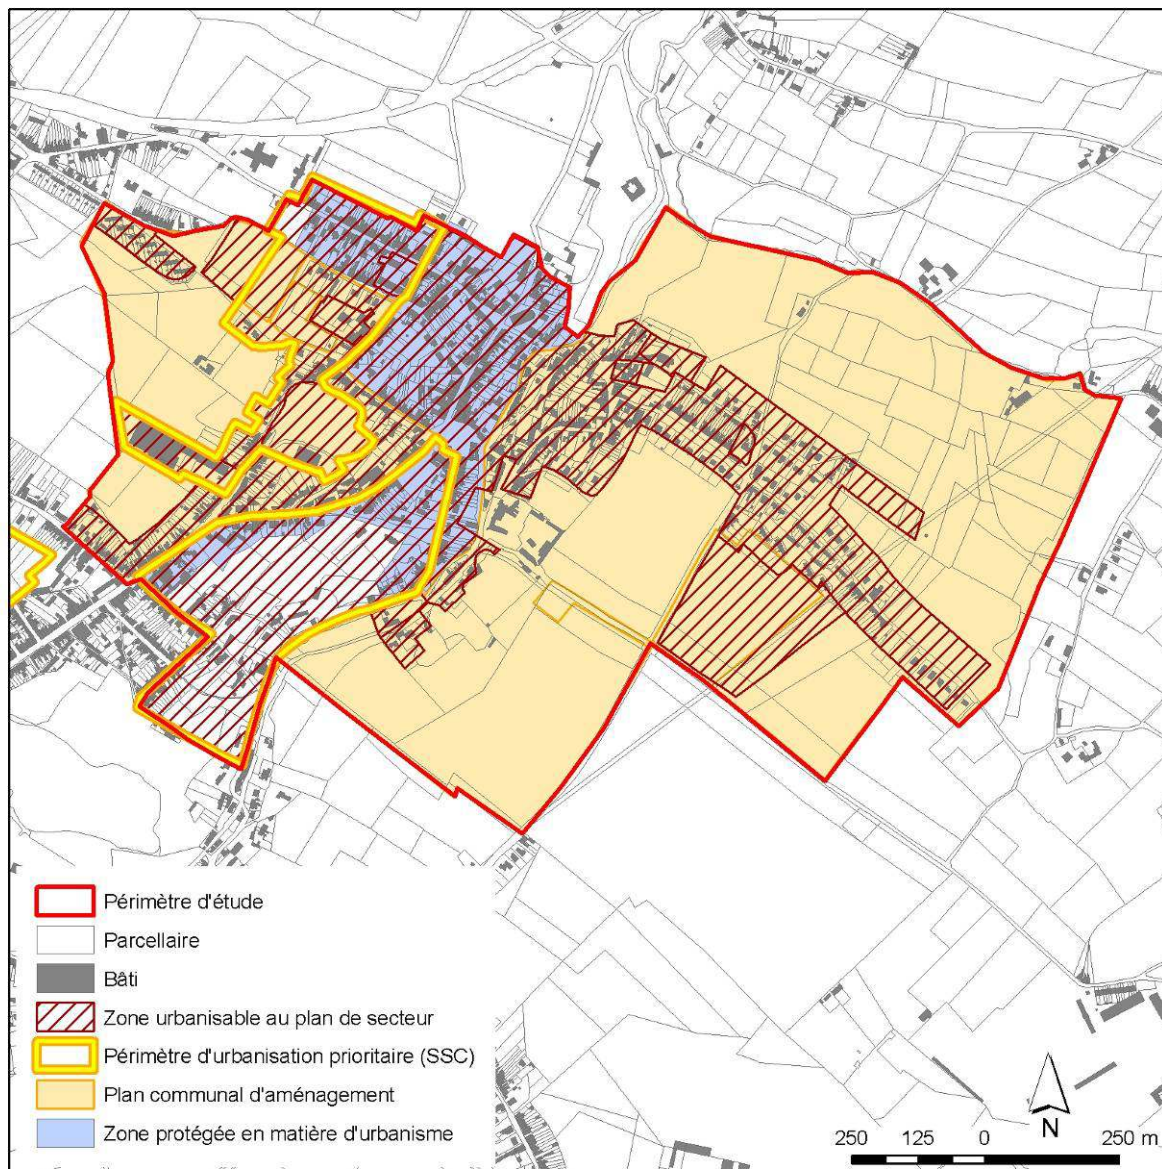 Périmètre d'étude
Parcellaire
Bâti
Zone urbanisable au plan de secteur
Périmètre d'urbanisation prioritaire (SSC)
Plan communal d'aménagement
Zone protégée en matière d'urbanisme
N
250 125 0 250 m